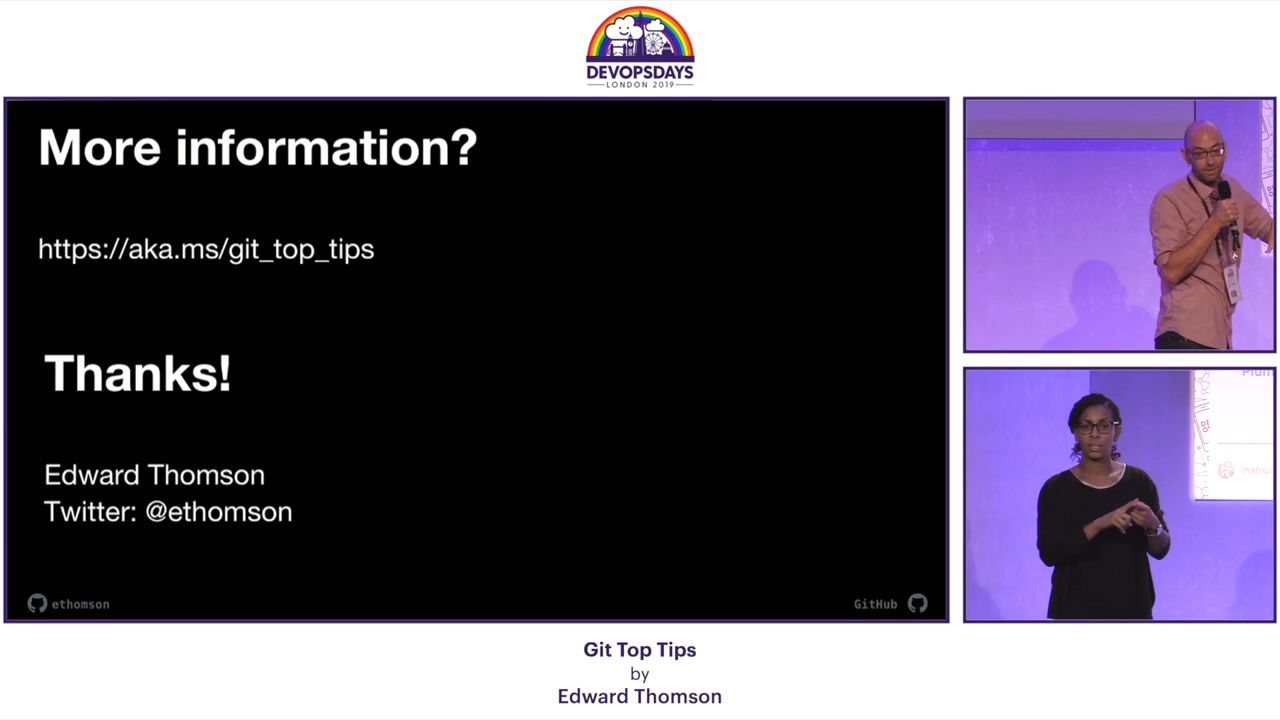 DEVOPSDAYS
LONDON 2019
More information?
https://aka.ms/git_top_tips
Thanks!
Edward Thomson
Twitter: @ethomson
ethomson
GitHub
Git Top Tips
by
Edward Thomson